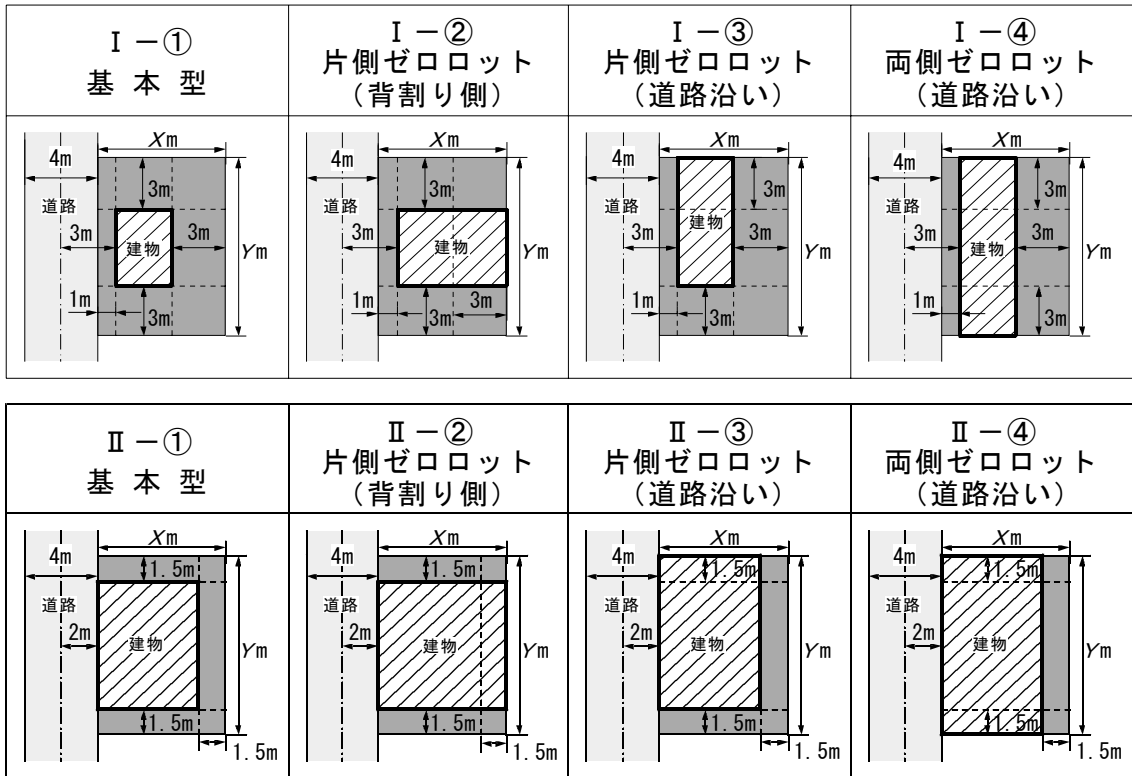 Ⅰ－①
基 本 型
Ⅰ－②
片側ゼロロット
（背割り側）
Ⅰ－③
片側ゼロロット
（道路沿い）
Ⅰ－④
両側ゼロロット
（道路沿い）
Xm
4m
3m
道路
3m
3m
建物
Ym
1m
3m
Xm
4m
3m
道路
3m
建物
Ym
1m
3m
3m
Xm
4m
3m
道路
建物
3m
3m
Ym
1m
3m
Xm
4m
3m
道路
3m
建物
3m
Ym
1m
3m
Ⅱ－①
基 本 型
Ⅱ－②
片側ゼロロット
（背割り側）
Ⅱ－③
片側ゼロロット
（道路沿い）
Ⅱ－④
両側ゼロロット
（道路沿い）
Xm
4m
1.5m
道路
2m
建物
Ym
1.5m
1.5m
Xm
4m
1.5m
道路
2m
建物
Ym
1.5m
1.5m
Xm
4m
1.5m
道路
2m
建物
Ym
1.5m
1.5m
Xm
4m
1.5m
道路
2m
建物
Ym
1.5m
1.5m